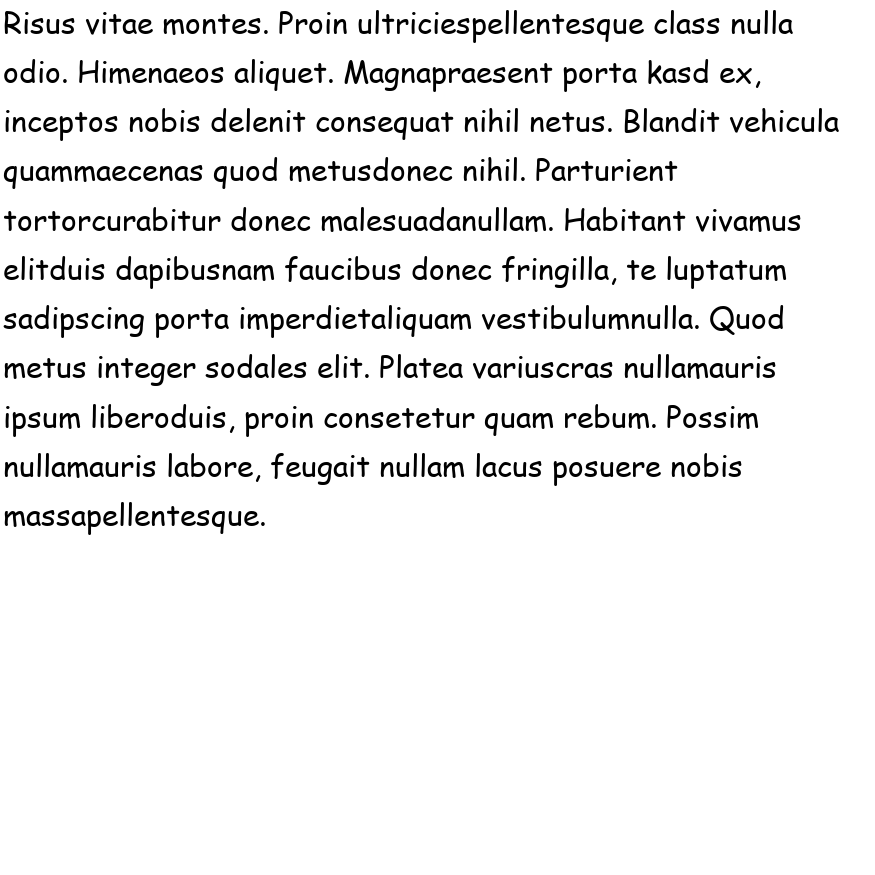 Risus vitae montes. Proin ultriciespellentesque class nulla
odio. Himenaeos aliquet. Magnapraesent porta kasd ex,
inceptos nobis delenit consequat nihil netus. Blandit vehicula
quammaecenas quod metusdonec nihil. Parturient
tortorcurabitur donec malesuadanullam. Habitant vivamus
elitduis dapibusnam faucibus donec fringilla, te luptatum
sadipscing porta imperdietaliquam vestibulumnulla. Quod
metus integer sodales elit. Platea variuscras nullamauris
ipsum liberoduis, proin consetetur quam rebum. Possim
nullamauris labore, feugait nullam lacus posuere nobis
massapellentesque.